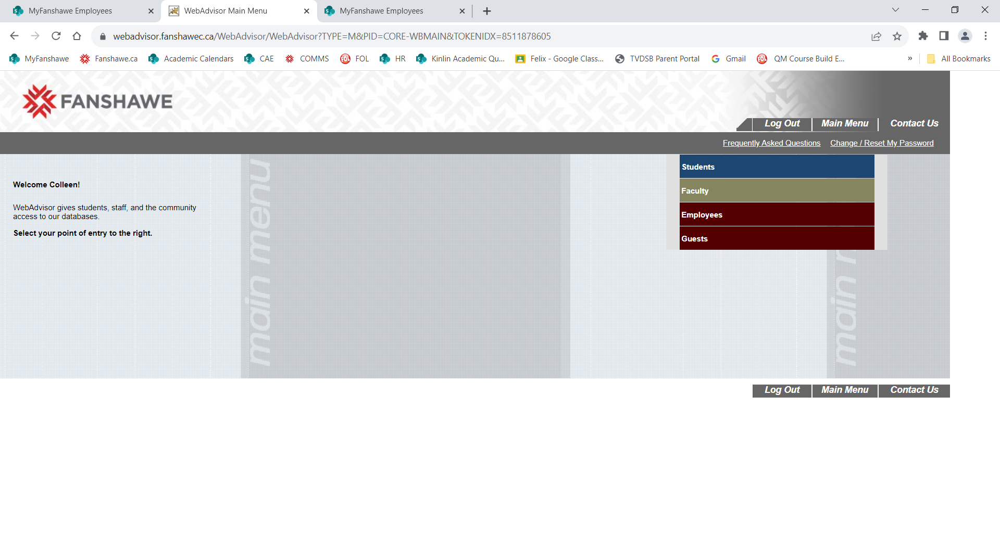 MyFanshawe Employees
WebAdvisor Main Menu
MyFanshawe Employees
webadvisor.fanshawec.ca/WebAdvisor/WebAdvisor?TYPE=M&PID=CORE-WBMAIN&TOKENIDX=8511878605
MyFanshawe
Fanshawe.ca
Academic Calendars
CAE
COMMS
FOL
HR
Kinlin Academic Qu...
Felix - Google Class...
TVDSB Parent Portal
Gmail
QM Course Build E...
»
All Bookmarks
FANSHAWE
Log Out
Main Menu
Contact Us
Frequently Asked Questions
Change / Reset My Password
main menu
Students
Faculty
Employees
Guests
Welcome Colleen!
WebAdvisor gives students, staff, and the community
access to our databases.
Select your point of entry to the right.
main m
Log Out
Main Menu
Contact Us